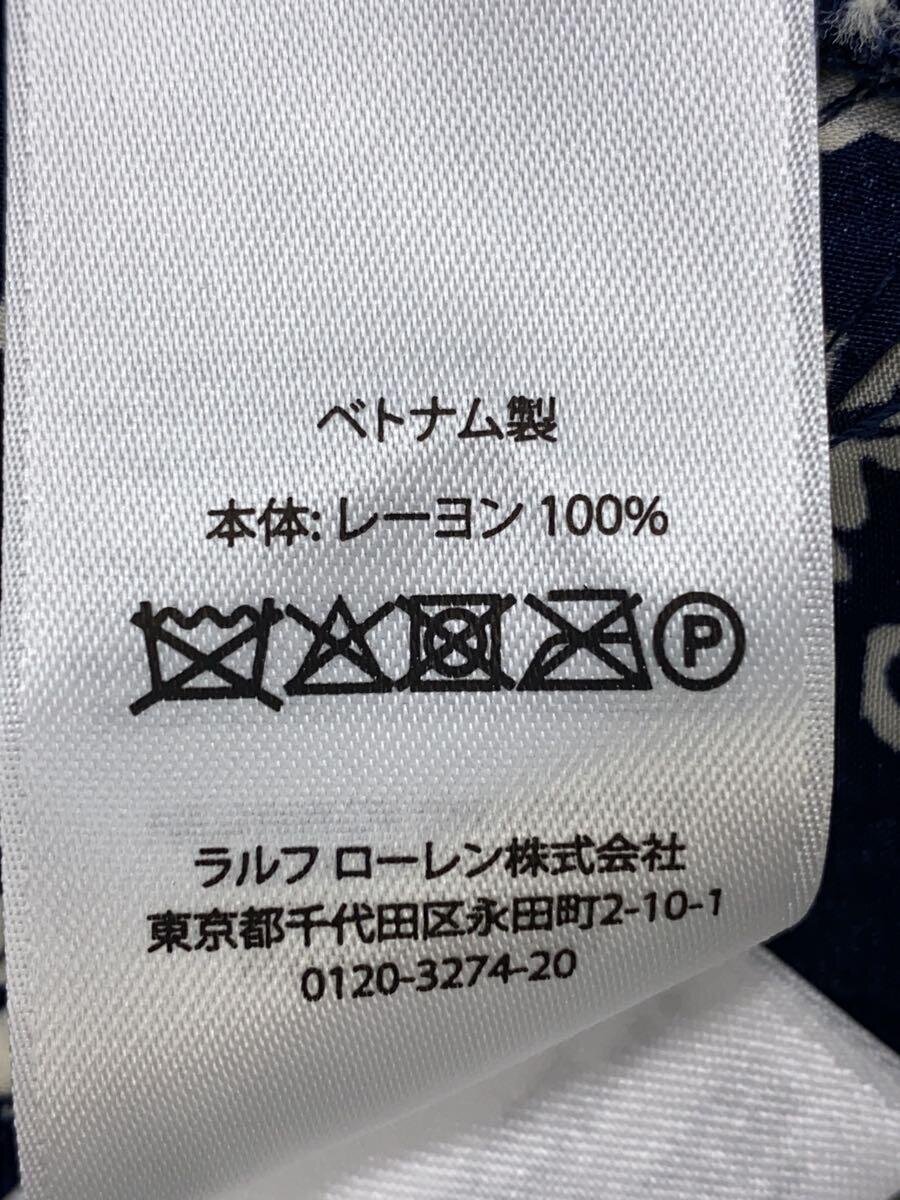 ベトナム製
本体: レーヨン 100%
P
ラルフ ローレン株式会社
東京都千代田区永田町2-10-1
0120-3274-20